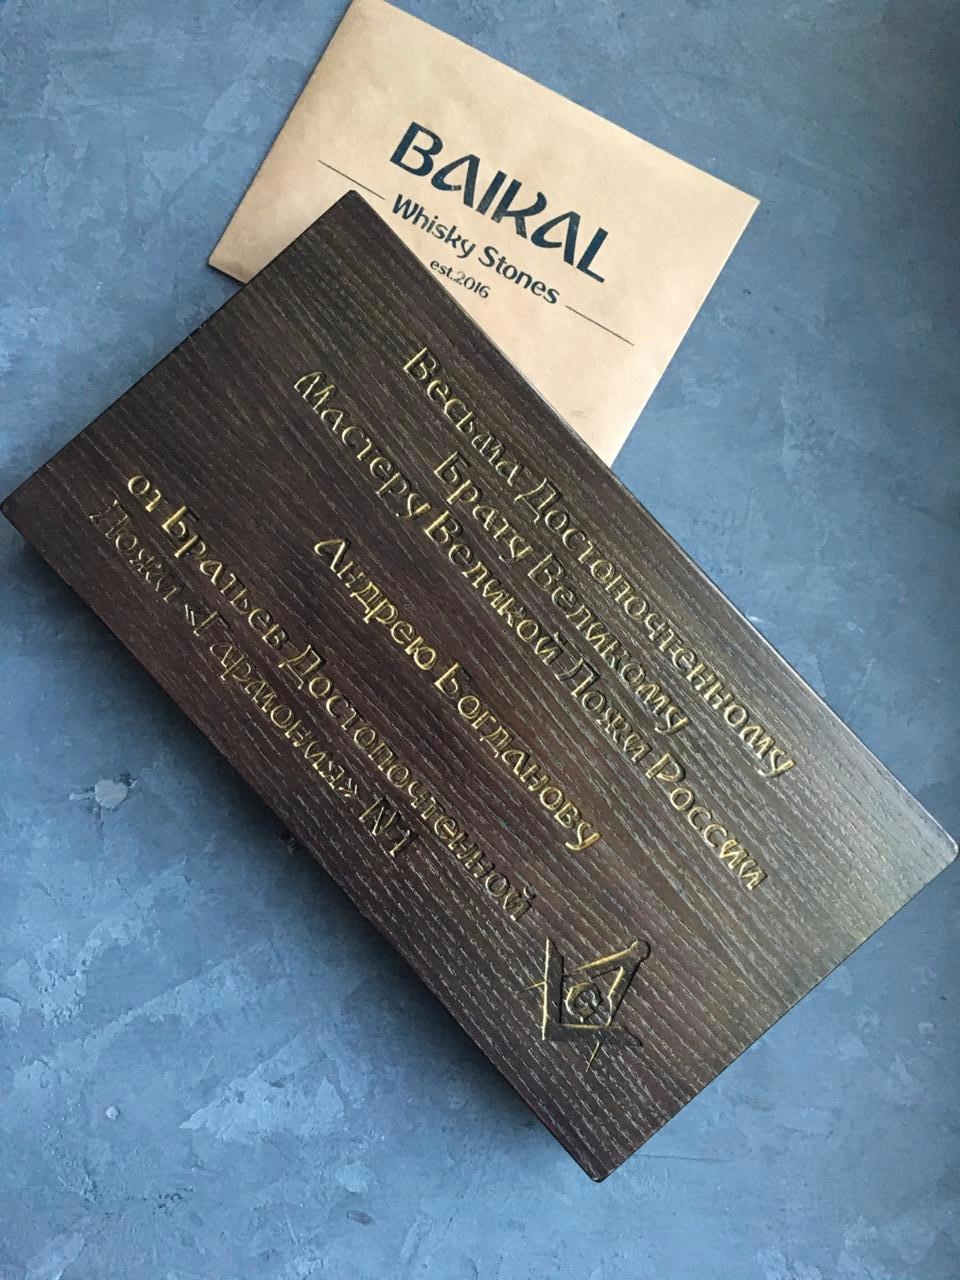 BAIKAL
Whisky Stones
est.2016
Весьма Достопочтенному
Брату Великому
Мастеру Великой Ложи России
Андрею Богданову
от Братьев Достопочтенной
Ложи «Гармония» №1
G